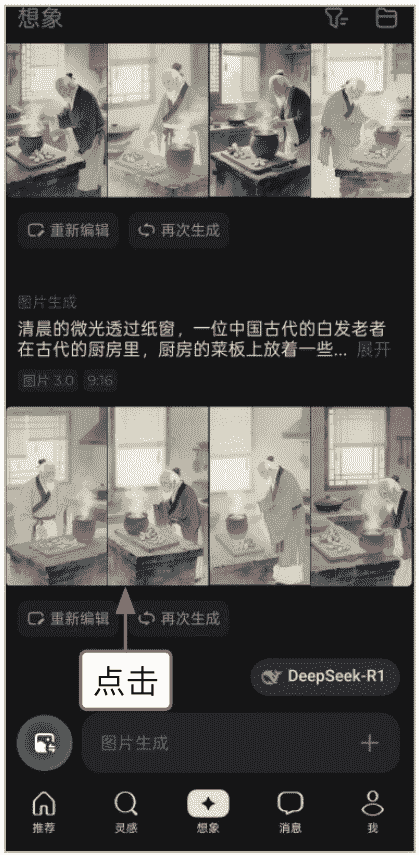 想象
重新编辑
再次生成
图片生成
清晨的微光透过纸窗，一位中国古代的白发老者
在古代的厨房里，厨房的菜板上放着一些... 展开
图片 3.0
9:16
重新编辑
再次生成
点击
DeepSeek-R1
图片生成
推荐
灵感
想象
消息
我